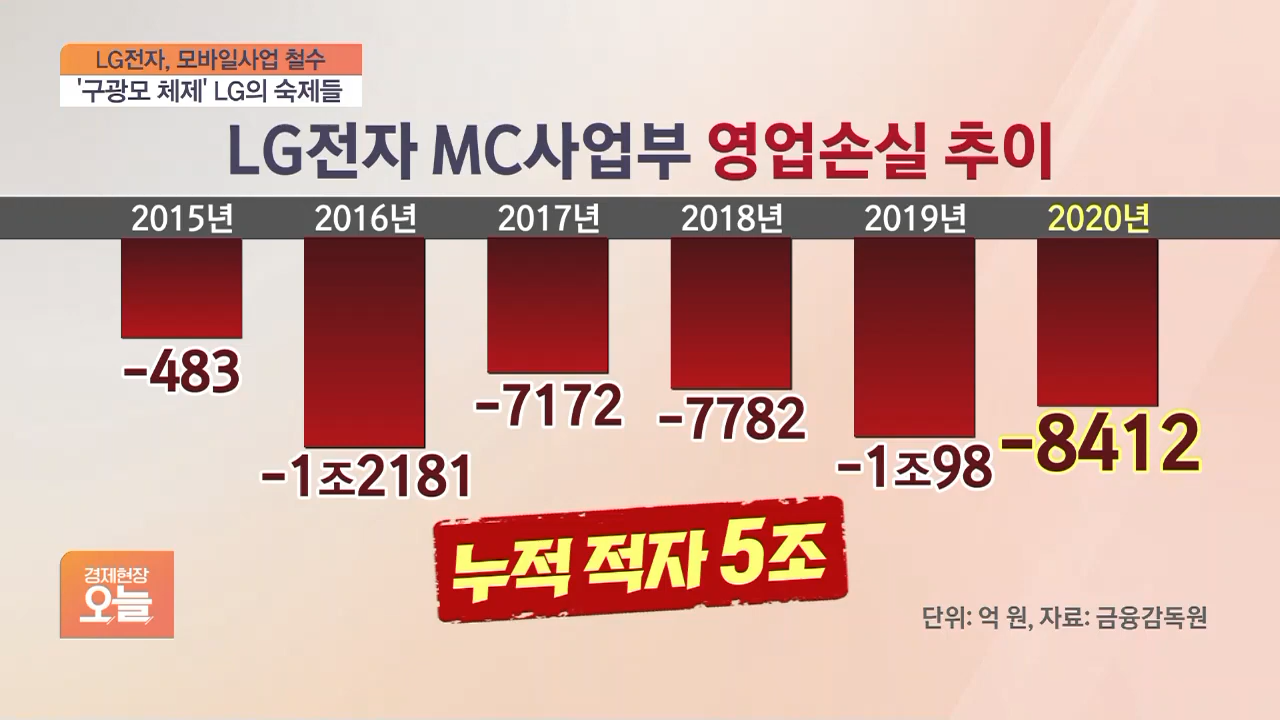 LG전자, 모바일사업 철수
'구광모 체제' LG의 숙제들
LG전자 MC사업부 영업손실 추이
2015년 2016년 2017년 2018년 2019년 2020년
-483
-1조2181
-7172
-7782
-1조98
-8412
누적 적자 5조
경제현장
오늘
단위: 억 원, 자료: 금융감독원